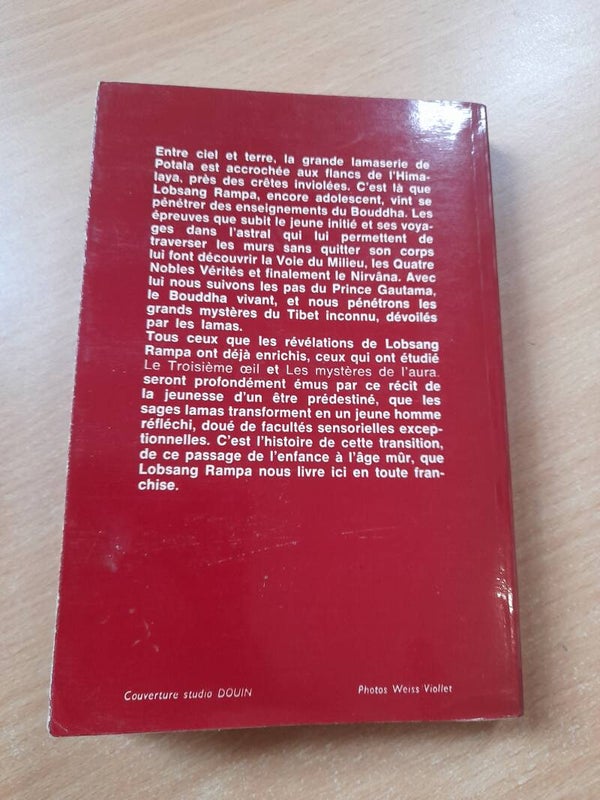 Entre ciel et terre, la grande lamaserie de
Potala est accrochée aux flancs de l'Hima-
laya, près des crêtes inviolées. C'est là que
Lobsang Rampa, encore adolescent, vint se
pénétrer des enseignements du Bouddha. Les
épreuves que subit le jeune initié et ses voya-
ges dans l'astral qui lui permettent de
traverser les murs sans quitter son corps
lui font découvrir la Voie du Milieu, les Quatre
Nobles Vérités et finalement le Nirvâna. Avec
lui nous suivons les pas du Prince Gautama,
le Bouddha vivant, et nous pénétrons les
grands mystères du Tibet inconnu, dévoilés
par les lamas.
Tous ceux que les révélations de Lobsang
Rampa ont déjà enrichis, ceux qui ont étudié
Le Troisième œil et Les mystères de l'aura.
seront profondément émus par ce récit de
la jeunesse d'un être prédestiné, que les
sages lamas transforment en un jeune homme
réfléchi, doué de facultés sensorielles excep-
tionnelles. C'est l'histoire de cette transition,
de ce passage de l'enfance à l'âge mûr, que
Lobsang Rampa nous livre ici en toute fran-
chise.
Couverture studio DOUIN
Photos Weiss Viollet